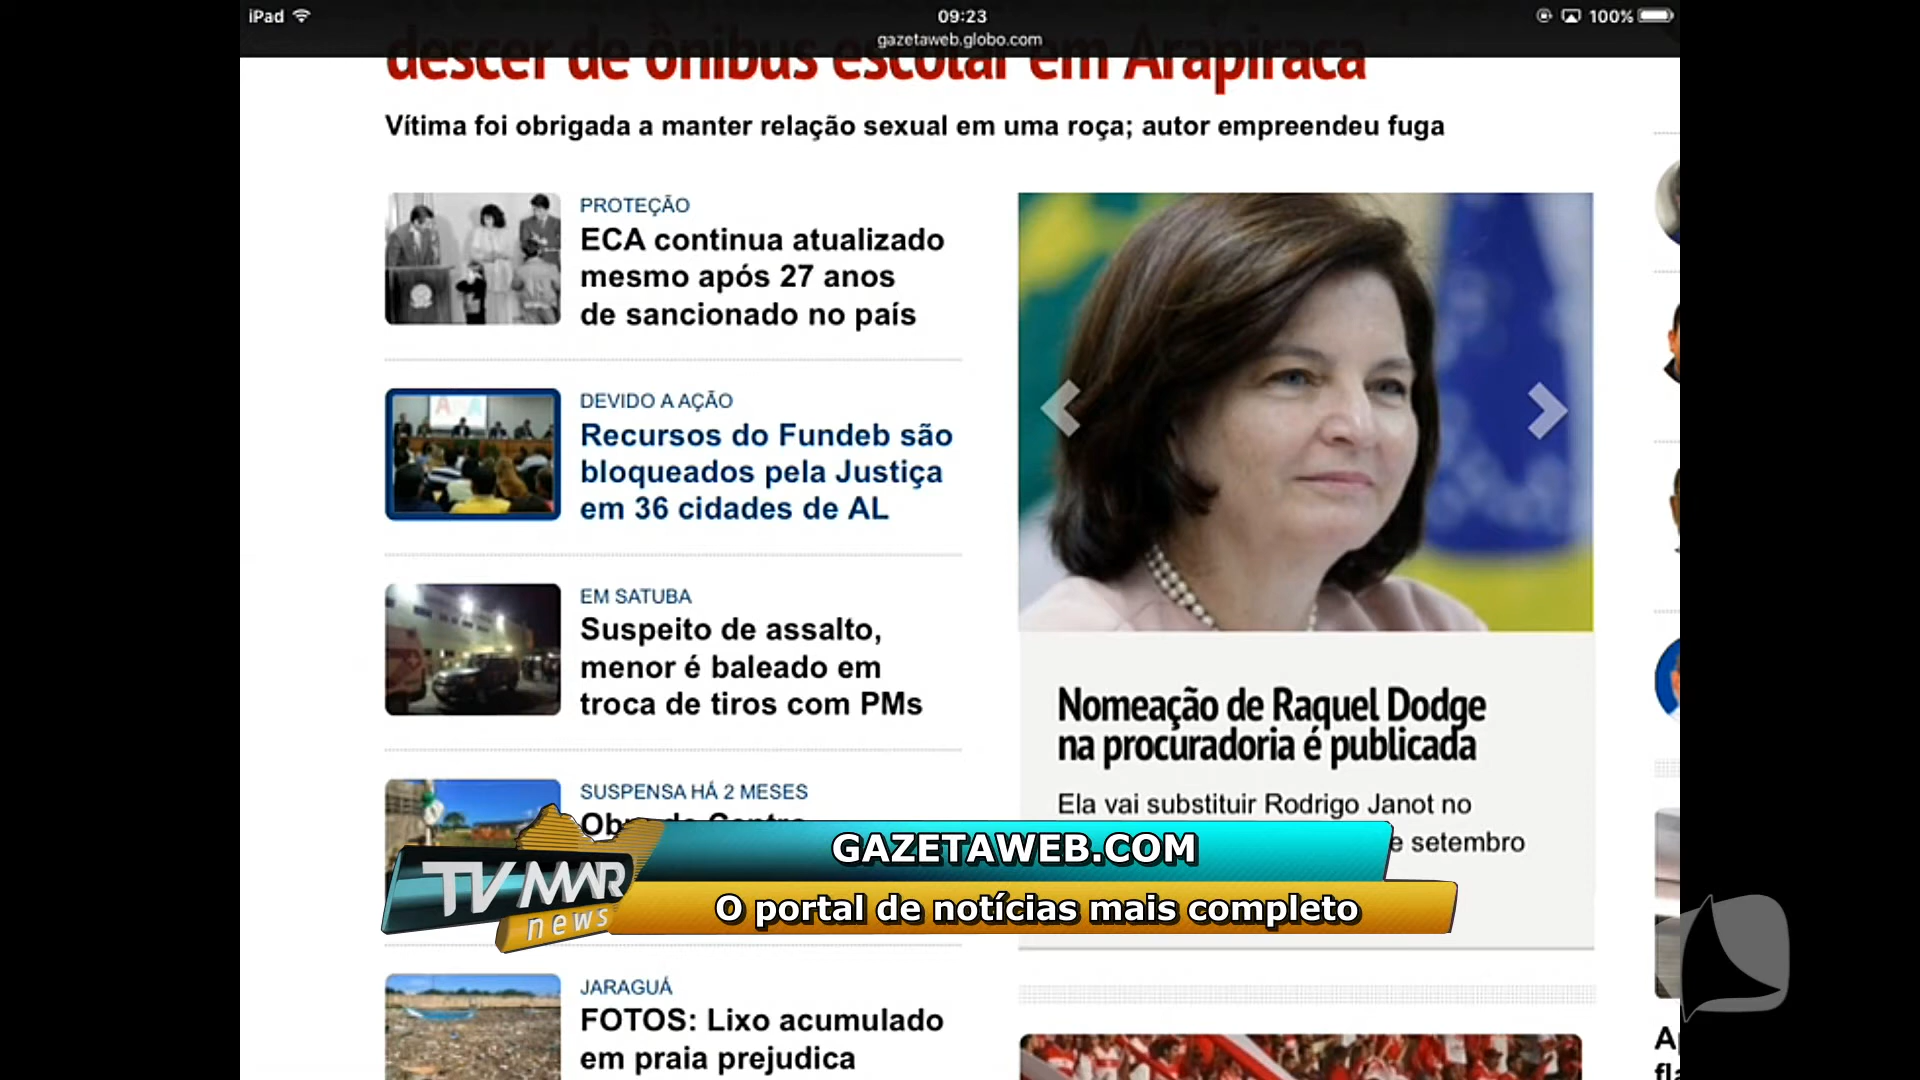 iPad
09:23
100%
gazetaweb.globo.com
descer de ônibus escolar em Arapiraca
Vítima foi obrigada a manter relação sexual em uma roça; autor empreendeu fuga
PROTEÇÃO
ECA continua atualizado
mesmo após 27 anos
de sancionado no país
DEVIDO A AÇÃO
Recursos do Fundeb são
bloqueados pela Justiça
em 36 cidades de AL
EM SATUBA
Suspeito de assalto,
menor é baleado em
troca de tiros com PMs
SUSPENSA HÁ 2 MESES
JARAGUÁ
FOTOS: Lixo acumulado
em praia prejudica
Nomeação de Raquel Dodge
na procuradoria é publicada
Ela vai substituir Rodrigo Janot no
setembro
GAZETAWEB.COM
O portal de notícias mais completo
TV MAR
news